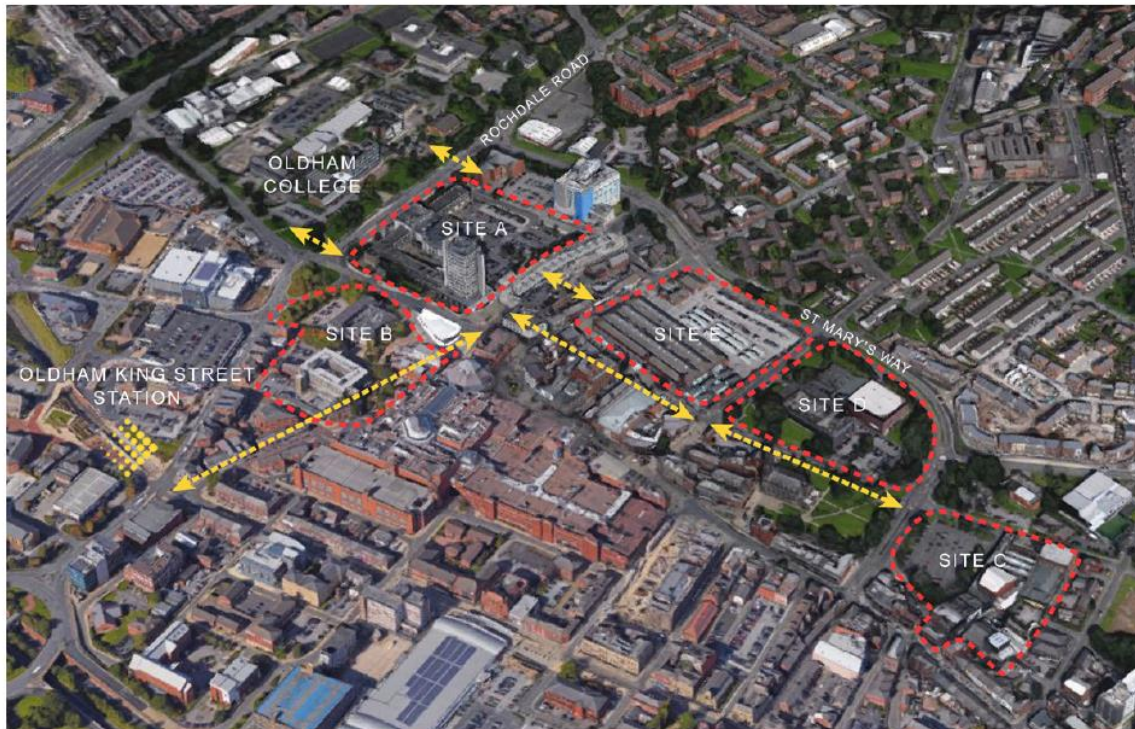 ROCHDALE ROAD
OLDHAM
COLLEGE
SITE A
SITE B
SITE E
ST MARY'S WAY
OLDHAM KING STREET
STATION
SITE D
SITE C